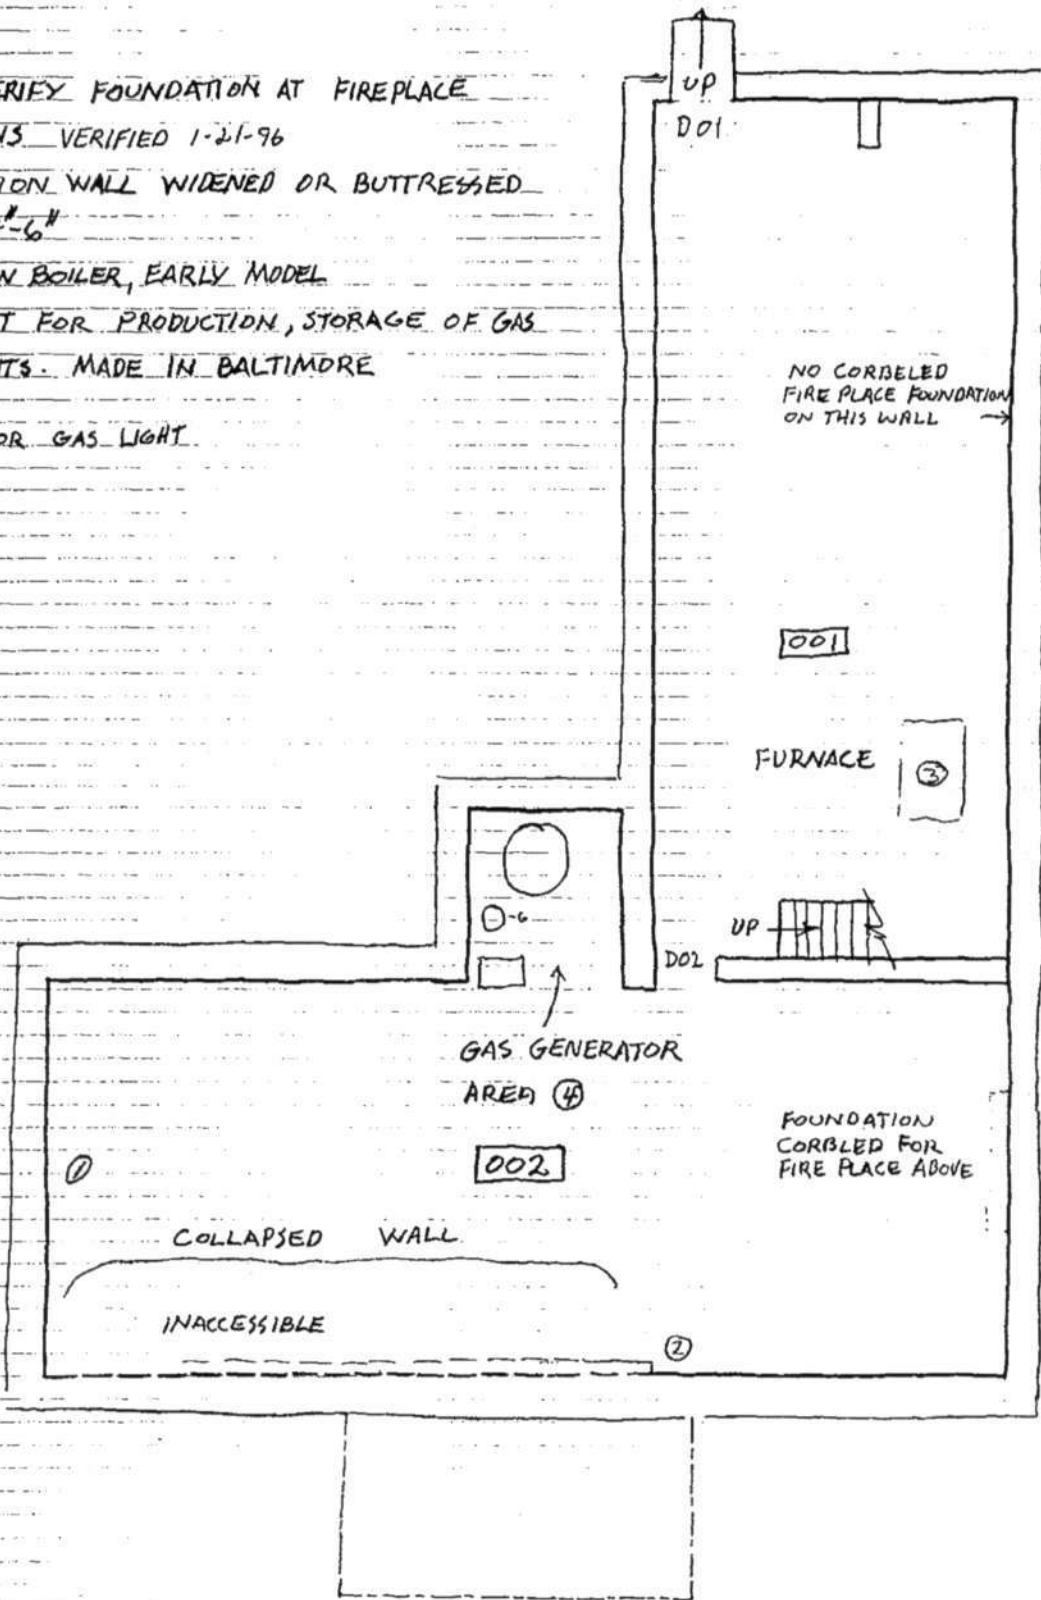 ERIFY FOUNDATION AT FIREPLACE
NS VERIFIED 1-21-96
ION WALL WIDENED OR BUTTRESSED
"-6"
N BOILER, EARLY MODEL
T FOR PRODUCTION, STORAGE OF GAS
TS. MADE IN BALTIMORE
OR GAS LIGHT
UP
D01
NO CORBELED
FIRE PLACE FOUNDATION
ON THIS WALL →
001
FURNACE ③
UP
D02
-6
GAS GENERATOR
AREA ④
002
FOUNDATION
CORBLED FOR
FIRE PLACE ABOVE
①
COLLAPSED WALL
INACCESSIBLE
②